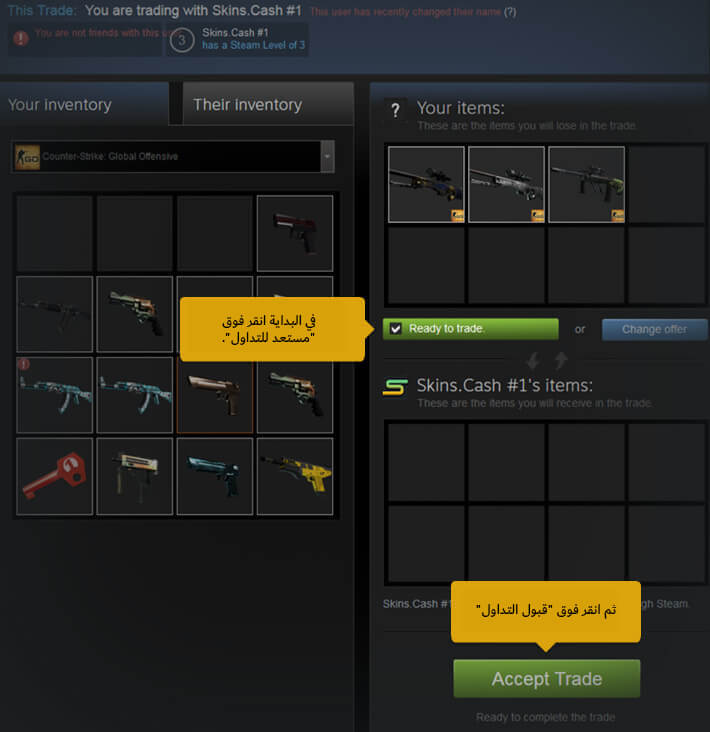 This Trade: You are trading with Skins.Cash #1 This user has recently changed their name (?)
You are not friends with this
3
Skins.Cash #1
has a Steam Level of 3
Your inventory
Their inventory
GO Counter-Strike: Global Offensive
في البداية انقر فوق
"مستعد للتداول".
? Your items:
These are the items you will lose in the trade.
Ready to trade.
or
Change offer
Skins.Cash #1's items:
These are the items you will receive in the trade.
Skins.Cash #1
gh Steam.
ثم انقر فوق "قبول التداول"
Accept Trade
Ready to complete the trade